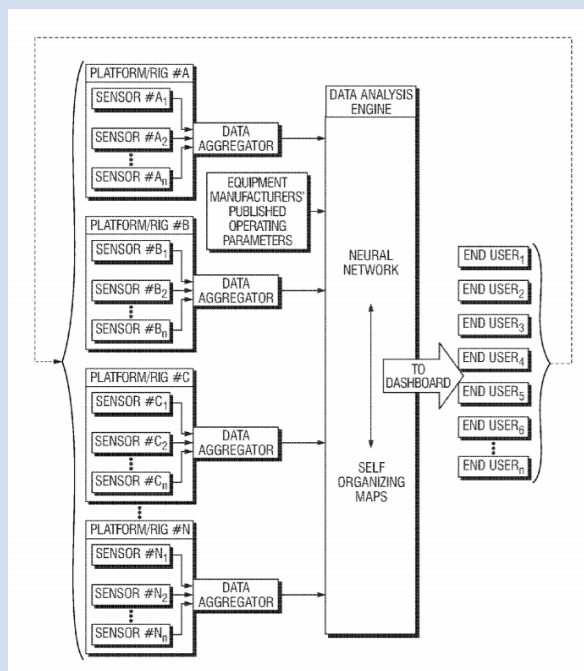 PLATFORM/RIG #A
SENSOR #A1
SENSOR #A2
SENSOR #An
DATA
AGGREGATOR
EQUIPMENT
MANUFACTURERS'
PUBLISHED
OPERATING
PARAMETERS
PLATFORM/RIG #B
SENSOR #B1
SENSOR #B2
SENSOR #Bn
DATA
AGGREGATOR
PLATFORM/RIG #C
SENSOR #C1
SENSOR #C2
SENSOR #Cn
DATA
AGGREGATOR
PLATFORM/RIG #N
SENSOR #N1
SENSOR #N2
SENSOR #Nn
DATA
AGGREGATOR
DATA ANALYSIS
ENGINE
NEURAL
NETWORK
SELF
ORGANIZING
MAPS
TO
DASHBOARD
END USER1
END USER2
END USER3
END USER4
END USER5
END USER6
END USERn